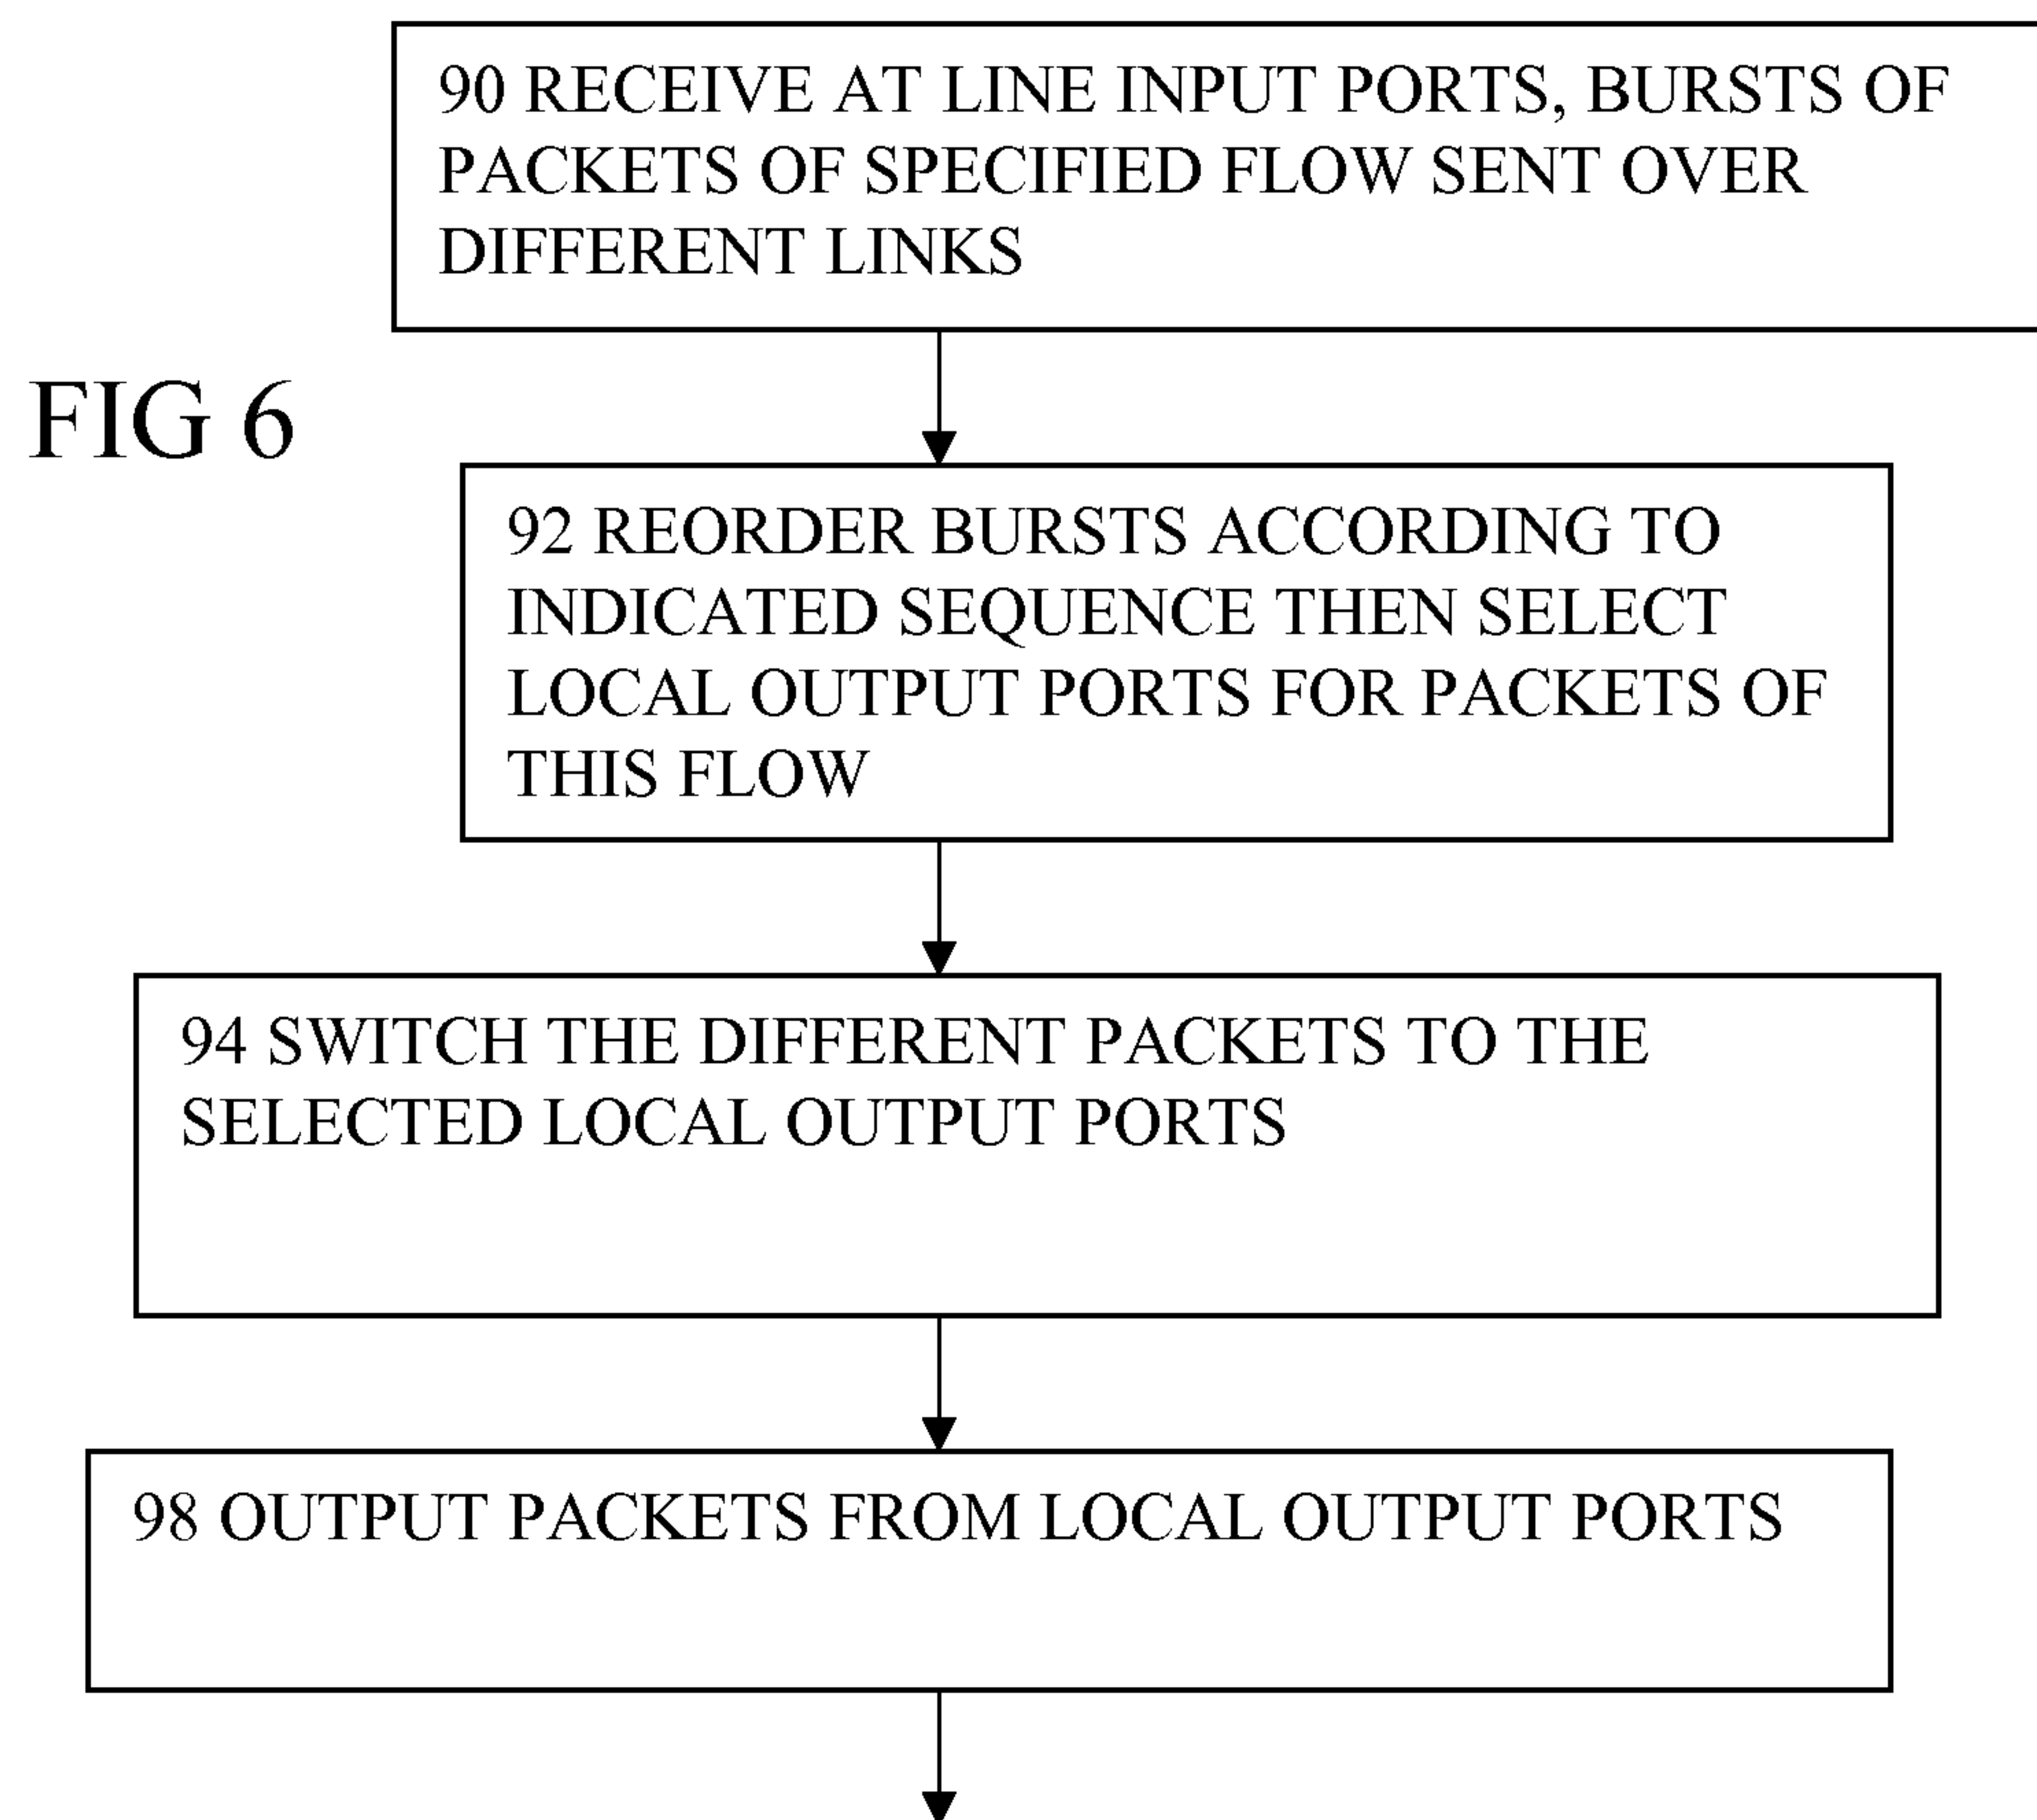 90 RECEIVE AT LINE INPUT PORTS, BURSTS OF
PACKETS OF SPECIFIED FLOW SENT OVER
DIFFERENT LINKS
FIG 6
92 REORDER BURSTS ACCORDING TO
INDICATED SEQUENCE THEN SELECT
LOCAL OUTPUT PORTS FOR PACKETS OF
THIS FLOW
94 SWITCH THE DIFFERENT PACKETS TO THE
SELECTED LOCAL OUTPUT PORTS
98 OUTPUT PACKETS FROM LOCAL OUTPUT PORTS